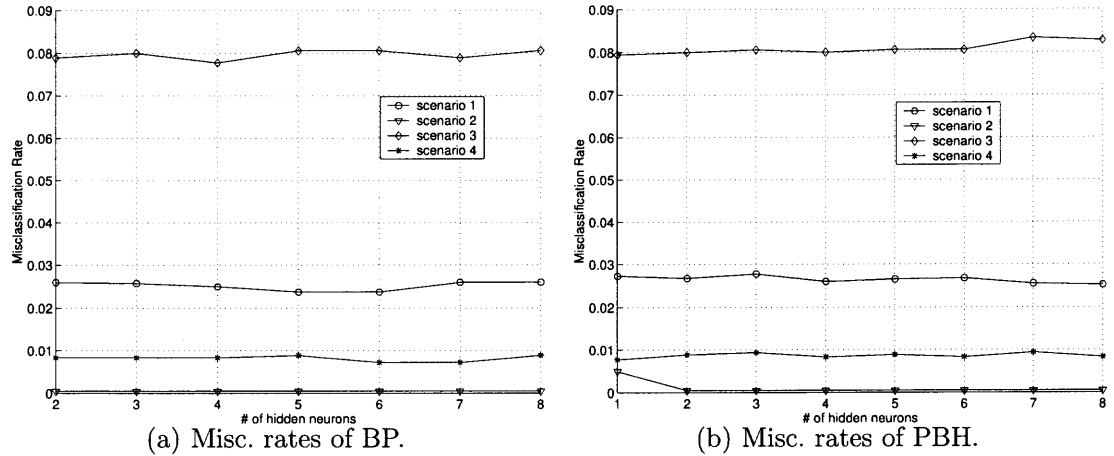 0.09
0.08
0.07
0.06
0.05
0.04
0.03
0.02
0.01
0
Misclassification Rate
scenario 1
scenario 2
scenario 3
scenario 4
2 3 4 5 6 7 8
# of hidden neurons
(a) Misc. rates of BP.
0.09
0.08
0.07
0.06
0.05
0.04
0.03
0.02
0.01
0
Misclassification Rate
scenario 1
scenario 2
scenario 3
scenario 4
1 2 3 4 5 6 7 8
# of hidden neurons
(b) Misc. rates of PBH.